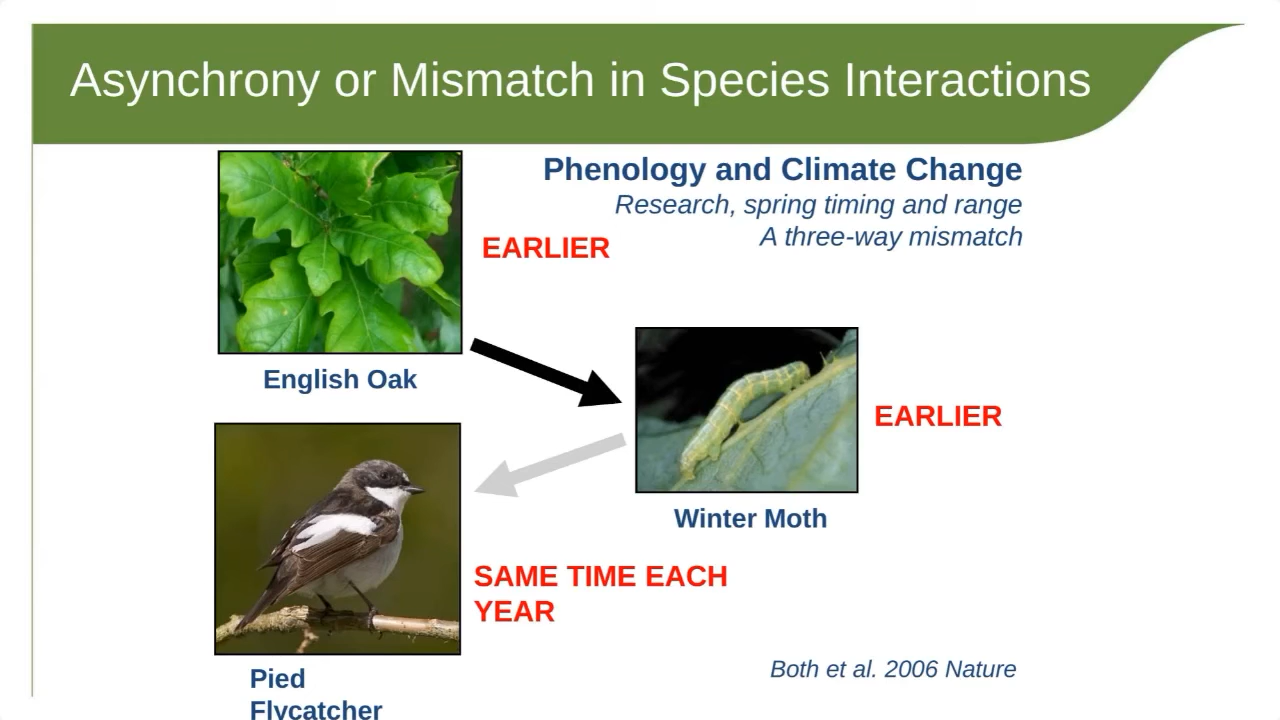 Asynchrony or Mismatch in Species Interactions
Phenology and Climate Change
Research, spring timing and range
A three-way mismatch
EARLIER
English Oak
EARLIER
Winter Moth
SAME TIME EACH
YEAR
Pied
Flycatcher
Both et al. 2006 Nature